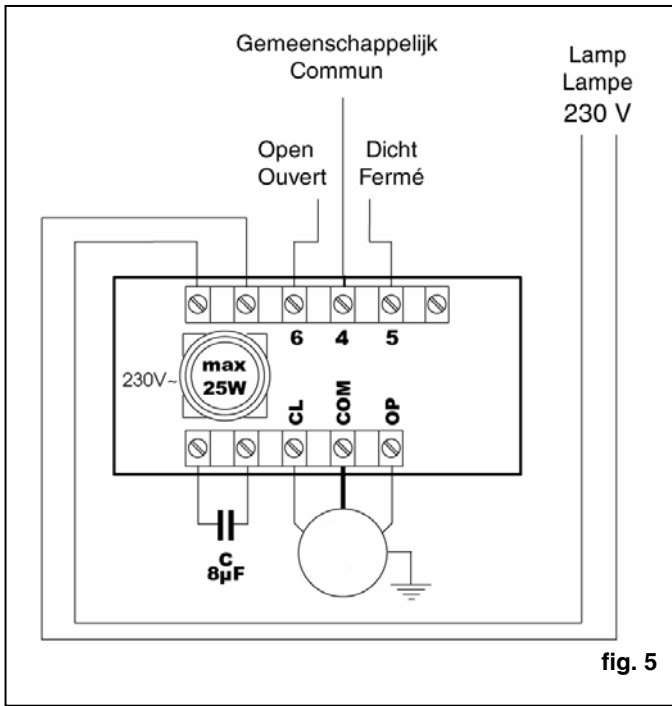 Gemeenschappelijk
Commun
Lamp
Lampe
230 V
Open
Ouvert
Dicht
Fermé
6 4 5
230V~
max
25W
CL COM OP
C
8µF
fig. 5